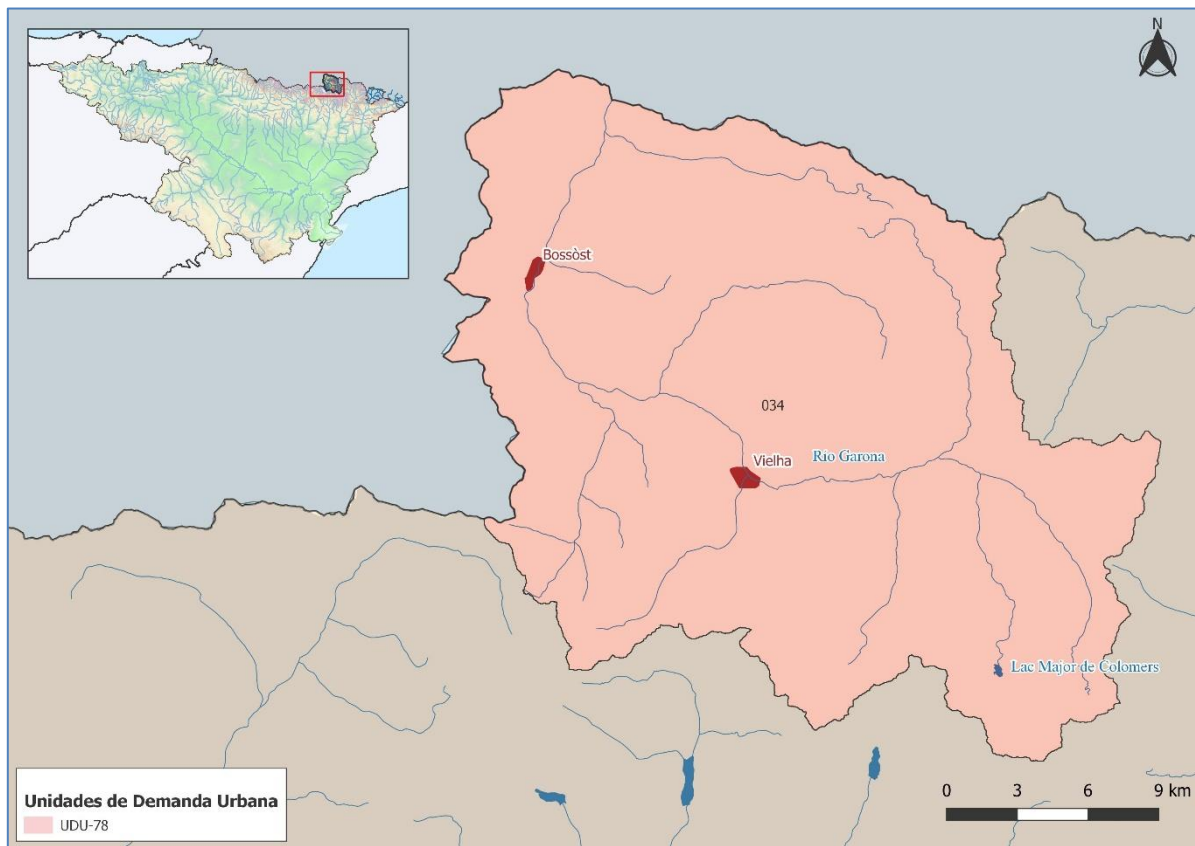 N
Bossòst
034
Vielha
Río Garona
Lac Major de Colomers
Unidades de Demanda Urbana
UDU-78
0 3 6 9 km